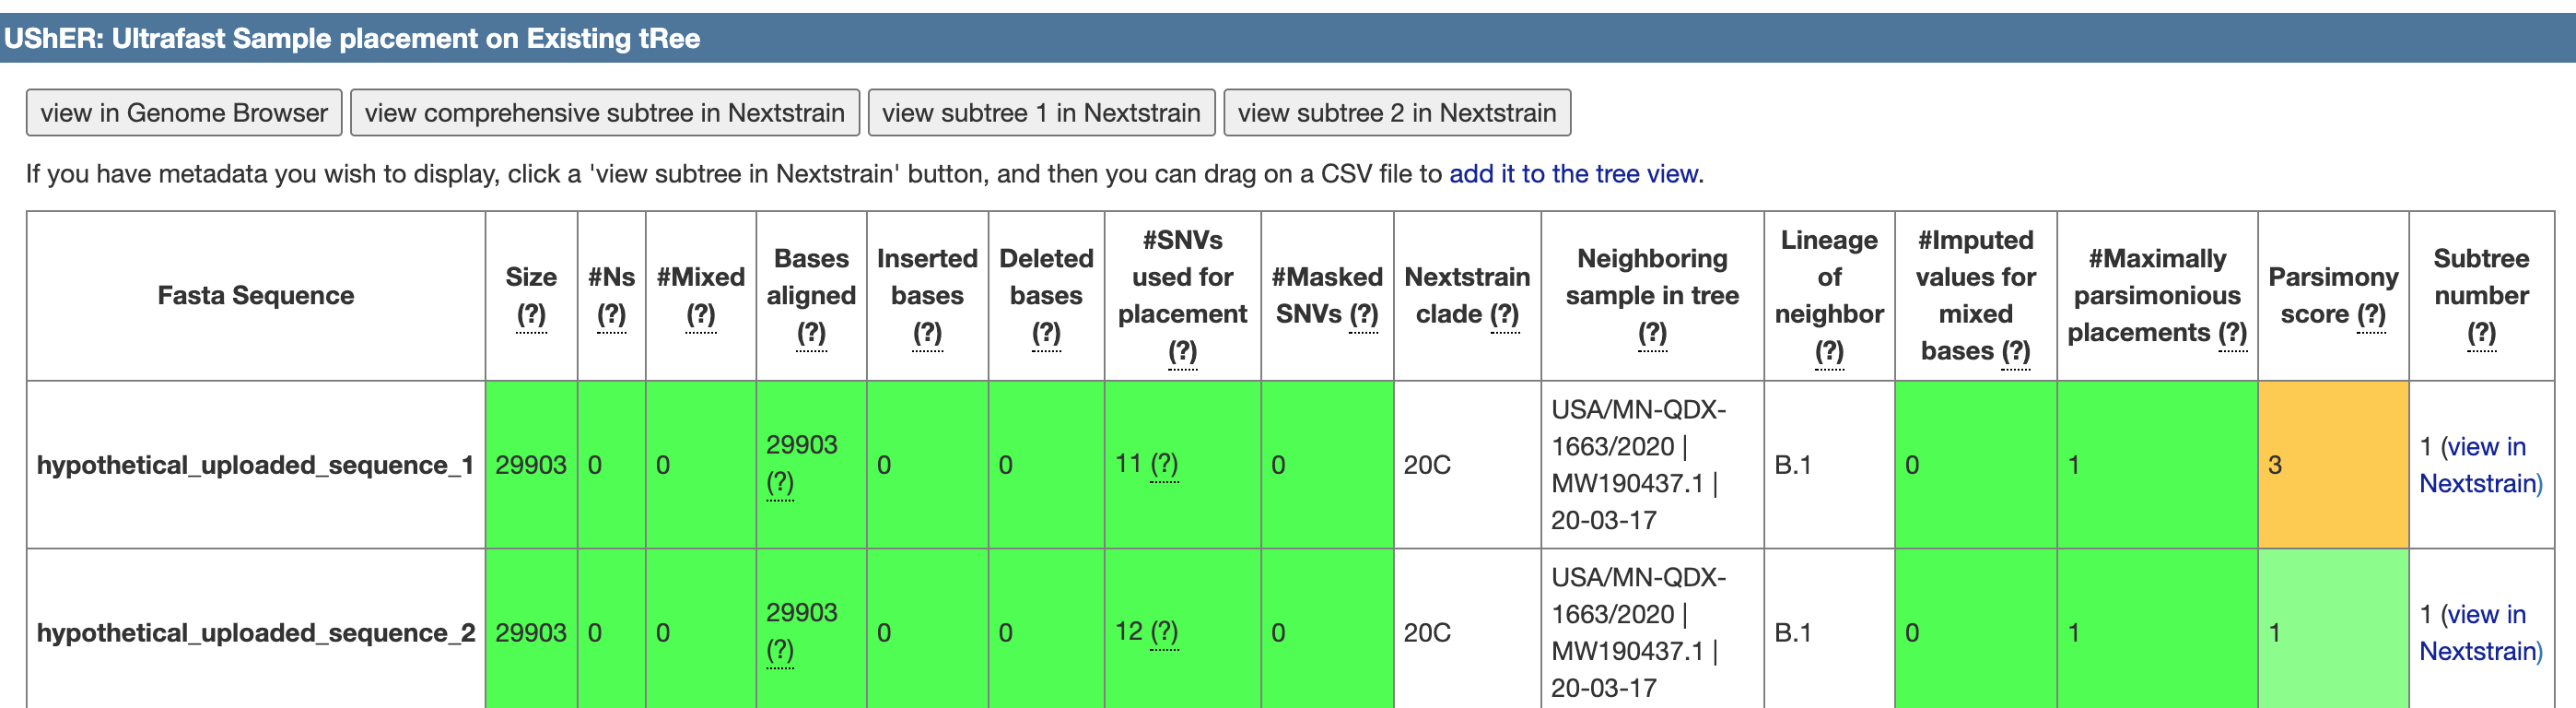 UShER: Ultrafast Sample placement on Existing tRee
view in Genome Browser view comprehensive subtree in Nextstrain view subtree 1 in Nextstrain view subtree 2 in Nextstrain
If you have metadata you wish to display, click a 'view subtree in Nextstrain' button, and then you can drag on a CSV file to add it to the tree view.
Fasta Sequence
Size
(?)
#Ns
(?)
#Mixed
(?)
Bases
aligned
(?)
Inserted
bases
(?)
Deleted
bases
(?)
#SNVs
used for
placement
(?)
#Masked
SNVs (?)
Nextstrain
clade (?)
Neighboring
sample in tree
(?)
Lineage
of
neighbor
(?)
#Imputed
values for
mixed
bases (?)
#Maximally
parsimonious
placements (?)
Parsimony
score (?)
Subtree
number
(?)
hypothetical_uploaded_sequence_1
29903
0
0
29903
(?)
0
0
11 (?)
0
20C
USA/MN-QDX-
1663/2020 |
MW190437.1 |
20-03-17
B.1
0
1
3
1 (view in
Nextstrain)
hypothetical_uploaded_sequence_2
29903
0
0
29903
(?)
0
0
12 (?)
0
20C
USA/MN-QDX-
1663/2020 |
MW190437.1 |
20-03-17
B.1
0
1
1
1 (view in
Nextstrain)